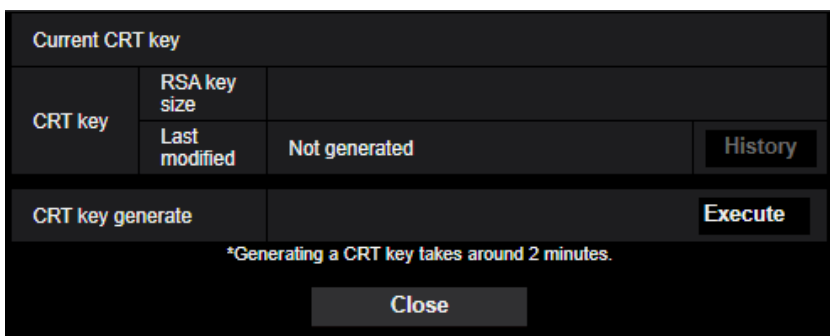 Current CRT key
CRT key
RSA key
size
Last
modified
Not generated
History
CRT key generate
Execute
*Generating a CRT key takes around 2 minutes.
Close